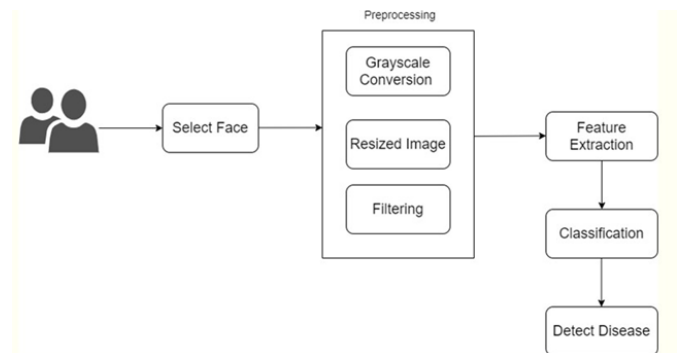 Preprocessing
Grayscale
Conversion
Select Face
Resized Image
Feature
Extraction
Filtering
Classification
Detect Disease